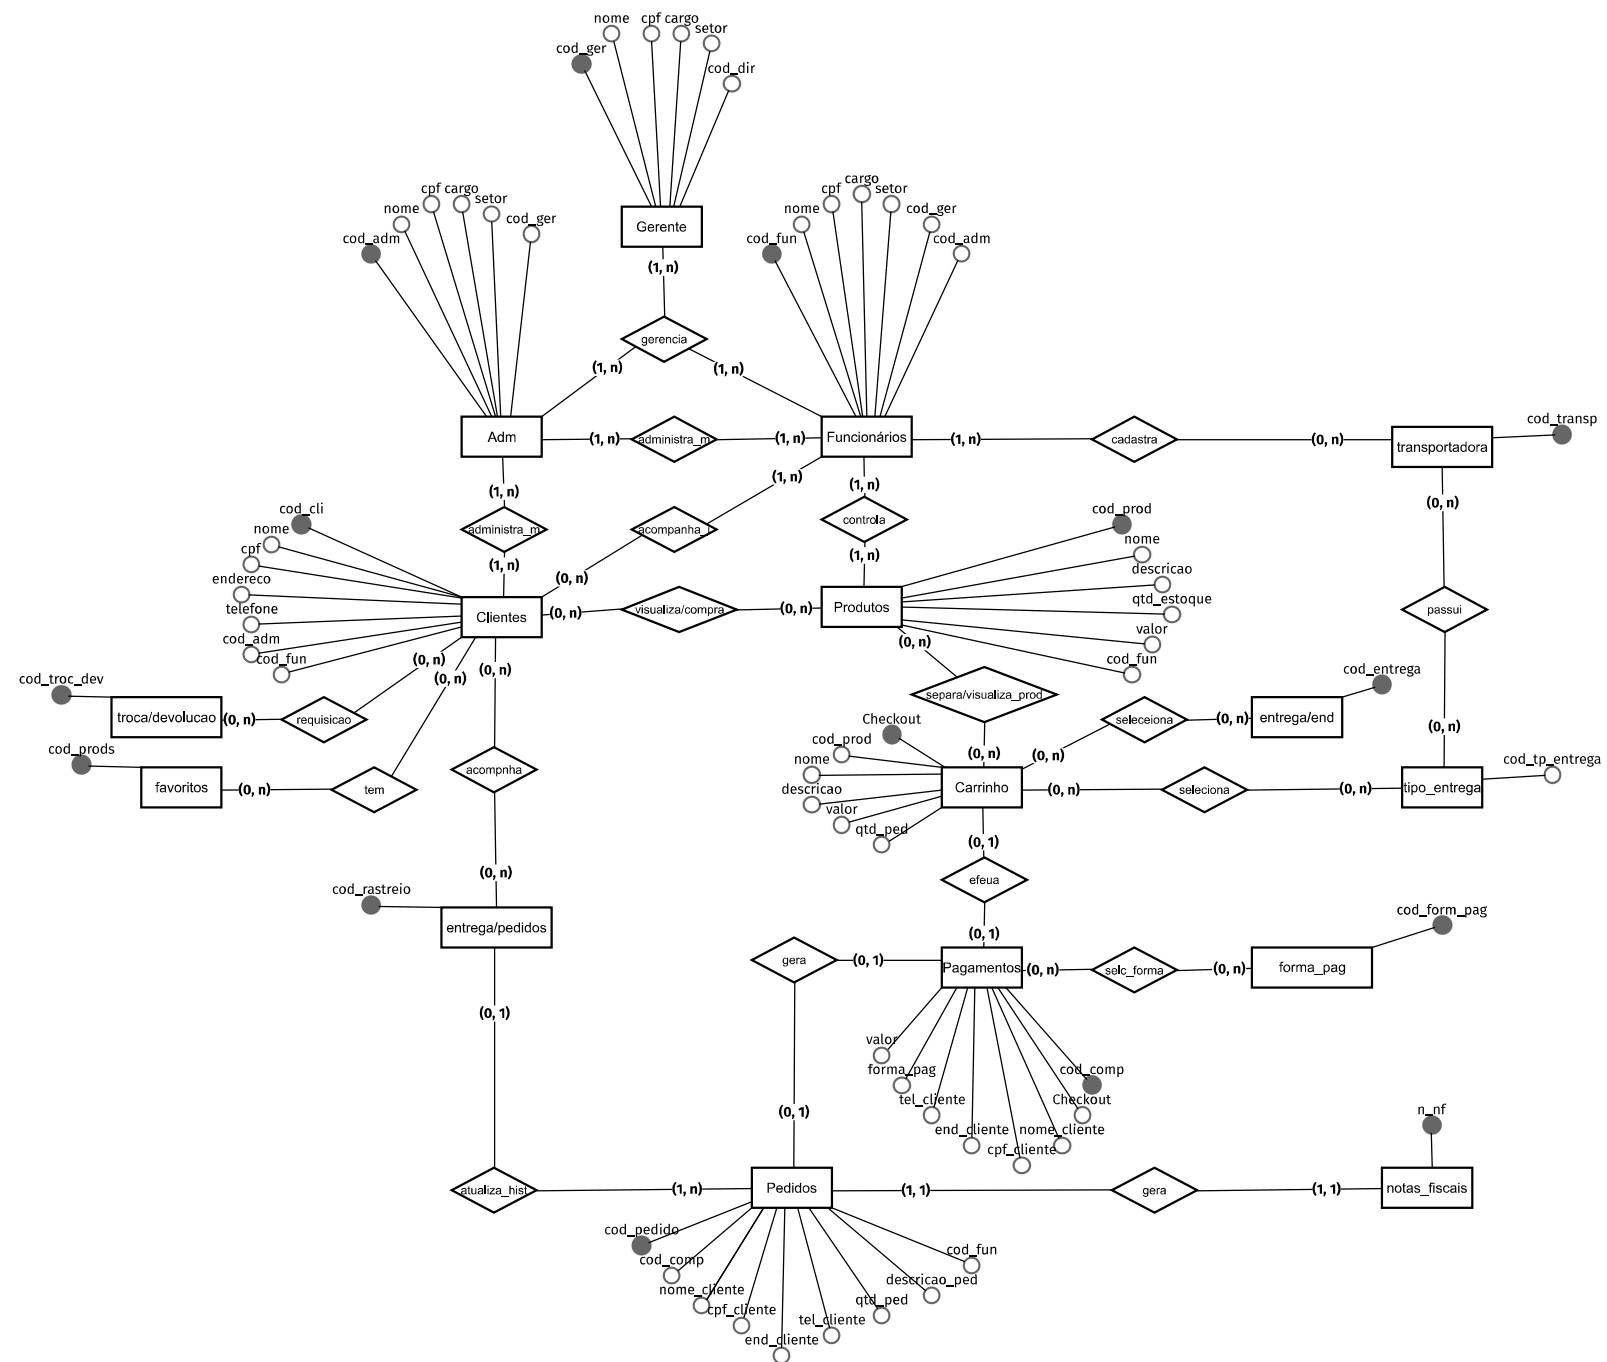 nome
cpf
cargo
setor
cod_ger
cod_dir
Gerente
(1, n)
gerencia
(1, n)
(1, n)
cpf
cargo
setor
nome
cod_ger
cod_adm
Adm
cargo
cpf
setor
nome
cod_ger
cod_fun
cod_adm
Funcionários
(1, n)
administra_m
(1, n)
(1, n)
cadastra
(0, n)
transportadora
cod_transp
(1, n)
administra_m
(1, n)
(1, n)
acompanha_
(0, n)
(1, n)
controla
(1, n)
(0, n)
passui
(0, n)
cod_cli
nome
cpf
endereco
telefone
cod_adm
cod_fun
Clientes
(0, n)
visualiza/compra
(0, n)
Produtos
cod_prod
nome
descricao
qtd_estoque
valor
cod_fun
(0, n)
(0, n)
(0, n)
(0, n)
cod_troc_dev
troca/devolucao
(0, n)
requisicao
cod_prods
favoritos
(0, n)
tem
acompnha
(0, n)
separa/visualiza_prod
(0, n)
seleceiona
(0, n)
(0, n)
entrega/end
cod_entrega
Checkout
cod_prod
nome
descricao
valor
qtd_ped
Carrinho
(0, n)
seleciona
(0, n)
tipo_entrega
cod_tp_entrega
(0, 1)
efeua
(0, 1)
cod_rastreio
entrega/pedidos
(0, 1)
gera
(0, 1)
Pagamentos
(0, n)
selc_forma
(0, n)
forma_pag
cod_form_pag
valor
forma_pag
tel_cliente
end_cliente
cpf_cliente
nome_cliente
Checkout
cod_comp
(0, 1)
atualiza_hist
(1, n)
Pedidos
(1, 1)
gera
(1, 1)
notas_fiscais
n_nf
cod_pedido
cod_comp
nome_cliente
cpf_cliente
end_cliente
tel_cliente
qtd_ped
descricao_ped
cod_fun